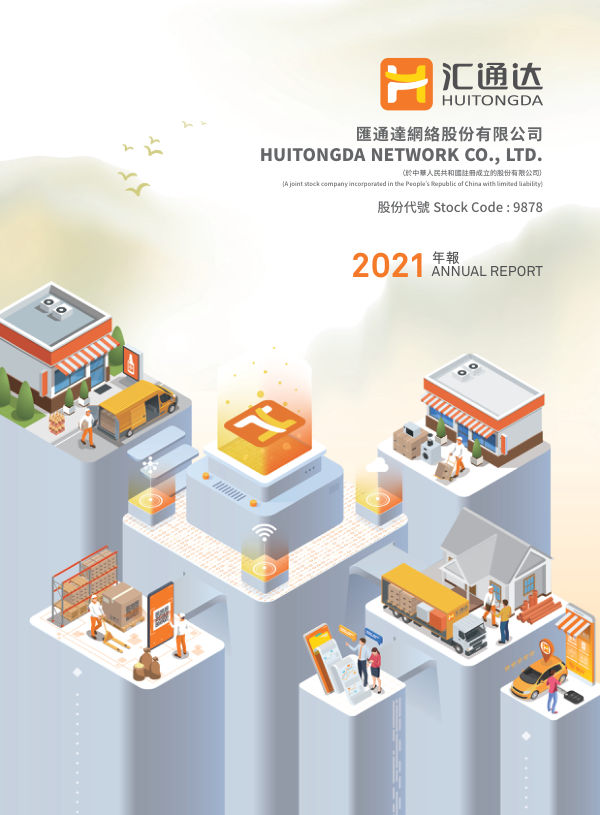 汇通达
HUITONGDA
匯通達網絡股份有限公司
HUITONGDA NETWORK CO., LTD.
(於中華人民共和國註冊成立的股份有限公司)
(A joint stock company incorporated in the People's Republic of China with limited liability)
股份代號 Stock Code : 9878
2021 年報
ANNUAL REPORT